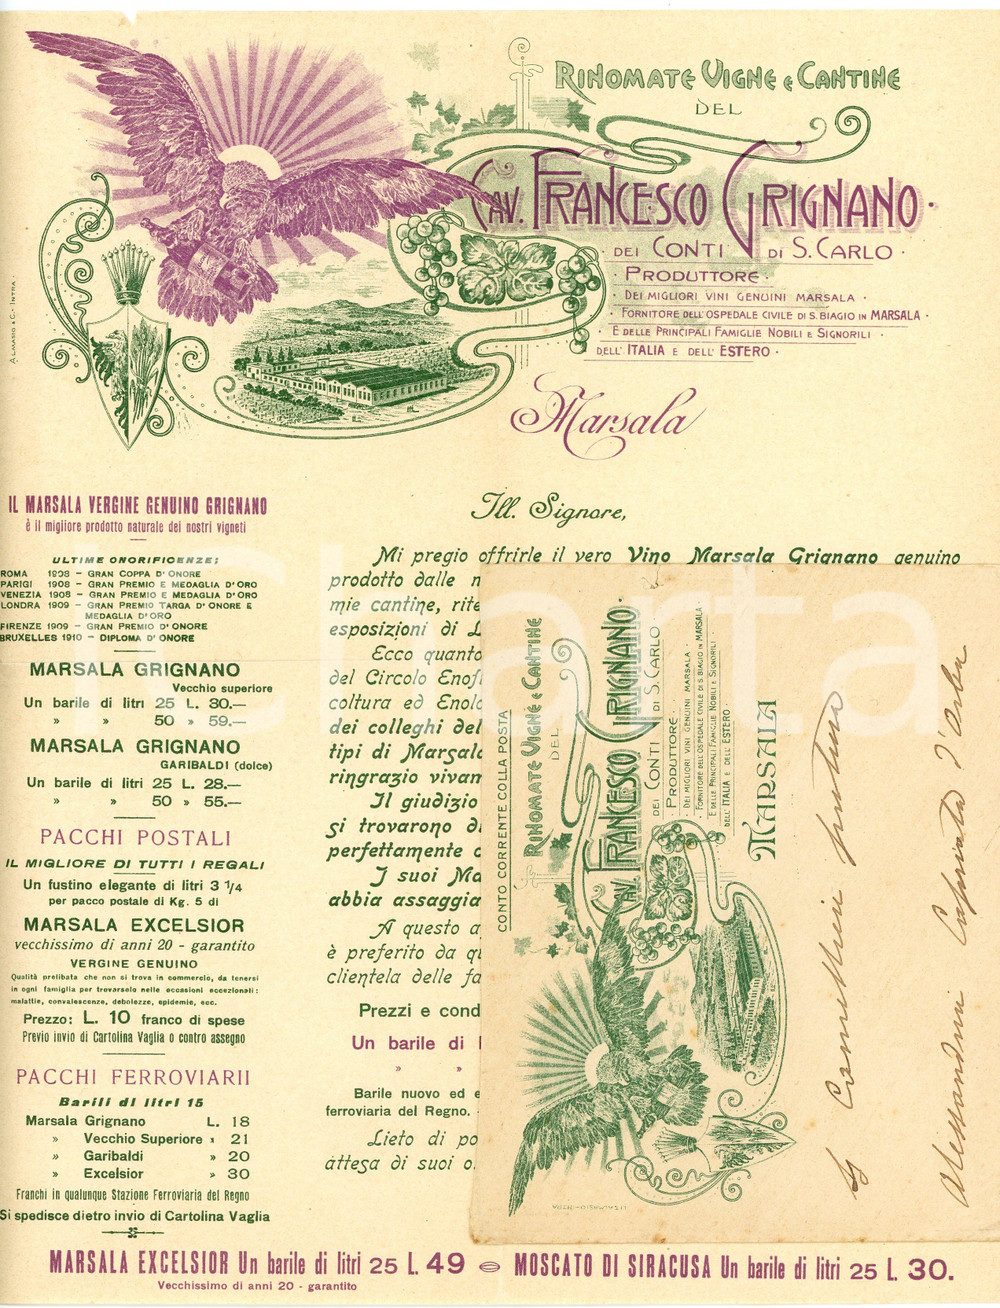 RINOMATE VIGNE e CANTINE
DEL
CAV. FRANCESCO GRIGNANO·
DEI CONTI DI S. CARLO·
·PRODUTTORE·
·DEI MIGLIORI VINI GENUINI MARSALA·
·FORNITORE DELL'OSPEDALE CIVILE DI S. BIAGIO IN MARSALA·
·E DELLE PRINCIPALI FAMIGLIE NOBILI E SIGNORILI·
DELL'ITALIA E DELL'ESTERO·
Marsala
IL MARSALA VERGINE GENUINO GRIGNANO
è il migliore prodotto naturale dei nostri vigneti
ULTIME ONORIFICENZE:
ROMA 1908 – GRAN COPPA D'ONORE
PARIGI 1908 – GRAN PREMIO E MEDAGLIA D'ORO
VENEZIA 1908 – GRAN PREMIO E MEDAGLIA D'ORO
LONDRA 1909 – GRAN PREMIO TARGA D'ONORE E
MEDAGLIA D'ORO
FIRENZE 1909 – GRAN PREMIO D'ONORE
BRUXELLES 1910 – DIPLOMA D'ONORE
MARSALA GRIGNANO
Vecchio superiore
Un barile di litri 25 L. 30.—
» » 50 » 59.—
MARSALA GRIGNANO
GARIBALDI (dolce)
Un barile di litri 25 L. 28.—
» » 50 » 55.—
PACCHI POSTALI
IL MIGLIORE DI TUTTI I REGALI
Un fustino elegante di litri 3 1/4
per pacco postale di Kg. 5 di
MARSALA EXCELSIOR
vecchissimo di anni 20 - garantito
VERGINE GENUINO
Qualità prelibata che non si trova in commercio, da tenersi
in ogni famiglia per trovarselo nelle occasioni eccezionali:
malattie, convalescenze, debolezze, epidemie, ecc.
Prezzo: L. 10 franco di spese
Previo invio di Cartolina Vaglia o contro assegno
PACCHI FERROVIARII
Barili di litri 15
Marsala Grignano L. 18
» Vecchio Superiore » 21
» Garibaldi » 20
» Excelsior » 30
Franchi in qualunque Stazione Ferroviaria del Regno
Si spedisce dietro invio di Cartolina Vaglia
Ill. Signore,
Mi pregio offrirle il vero Vino Marsala Grignano genuino
prodotto dalle
mie cantine,
esposizioni di
Ecco quanto
del Circolo
coltura ed
dei colleghi
tipi di
ringrazio
Il giudizio
si trovarono
perfettamente
I suoi
abbia
A questo
è preferito da
clientela delle
Prezzi e
Un barile di
» »
Barile nuovo ed
ferroviaria del Regno.
Lieto di
attesa di suoi
CONTO CORRENTE COLLA POSTA
RINOMATE VIGNE e CANTINE
DEL
CAV. FRANCESCO GRIGNANO·
DEI CONTI DI S. CARLO·
·PRODUTTORE·
·DEI MIGLIORI VINI GENUINI MARSALA·
·FORNITORE DELL'OSPEDALE CIVILE DI S. BIAGIO IN MARSALA
·E DELLE PRINCIPALI FAMIGLIE NOBILI E SIGNORILI·
DELL'ITALIA E DELL'ESTERO·
MARSALA
Alessandria Capriata d'Orba
MARSALA EXCELSIOR Un barile di litri 25 L. 49
Vecchissimo di anni 20 - garantito
MOSCATO DI SIRACUSA Un barile di litri 25 L. 30.